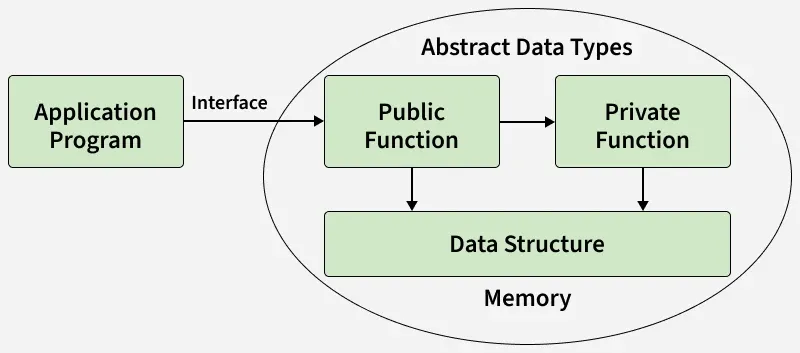 Abstract Data Types
Interface
Application
Program
Public
Function
Private
Function
Data Structure
Memory